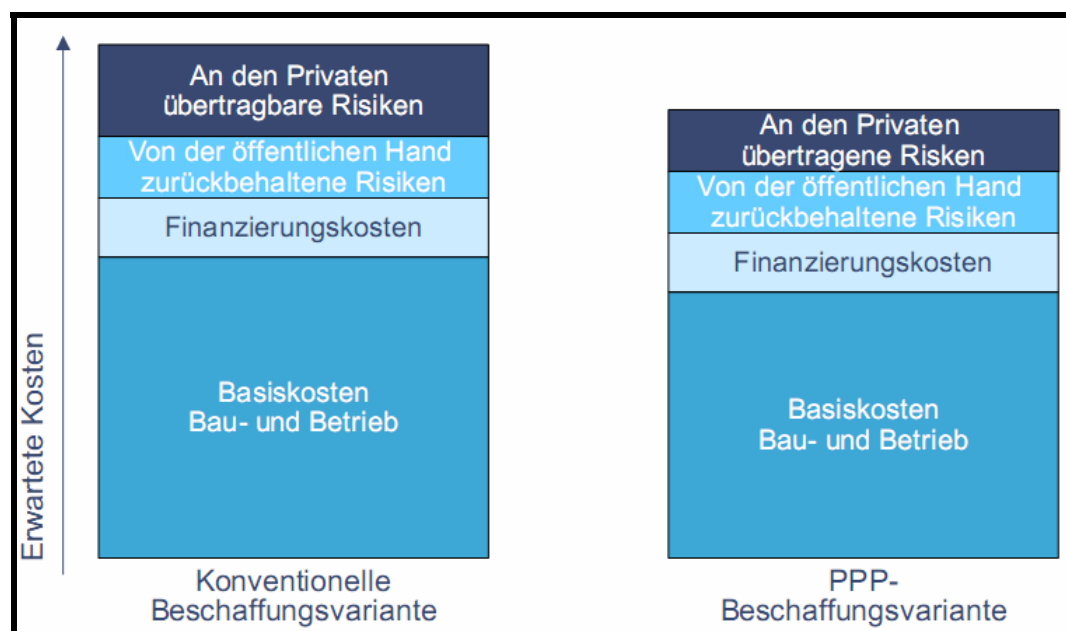 Erwartete Kosten
An den Privaten
übertragbare Risiken
Von der öffentlichen Hand
zurückbehaltene Risiken
Finanzierungskosten
Basiskosten
Bau- und Betrieb
Konventionelle
Beschaffungsvariante
An den Privaten
übertragene Risken
Von der öffentlichen Hand
zurückbehaltene Risiken
Finanzierungskosten
Basiskosten
Bau- und Betrieb
PPP-
Beschaffungsvariante